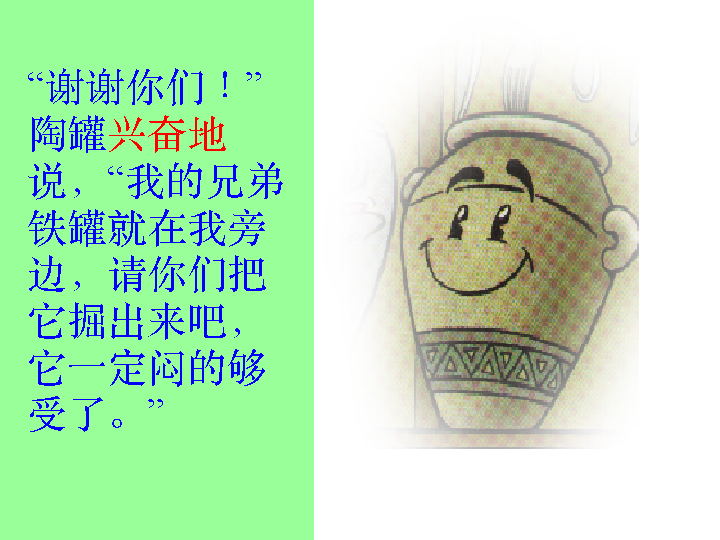 “谢谢你们！”
陶罐兴奋地
说，“我的兄弟
铁罐就在我旁
边，请你们把
它掘出来吧，
它一定闷的够
受了。”